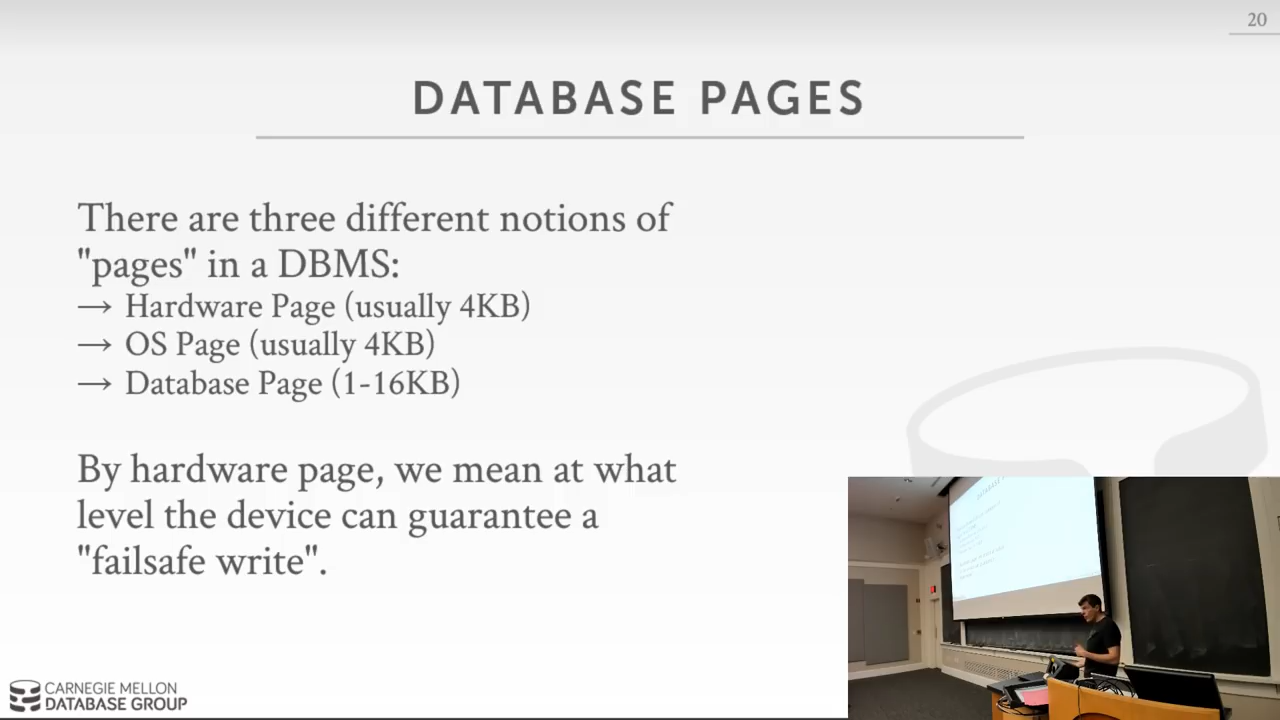 20
DATABASE PAGES
There are three different notions of
"pages" in a DBMS:
→ Hardware Page (usually 4KB)
→ OS Page (usually 4KB)
→ Database Page (1-16KB)
By hardware page, we mean at what
level the device can guarantee a
"failsafe write".
CARNEGIE MELLON
DATABASE GROUP